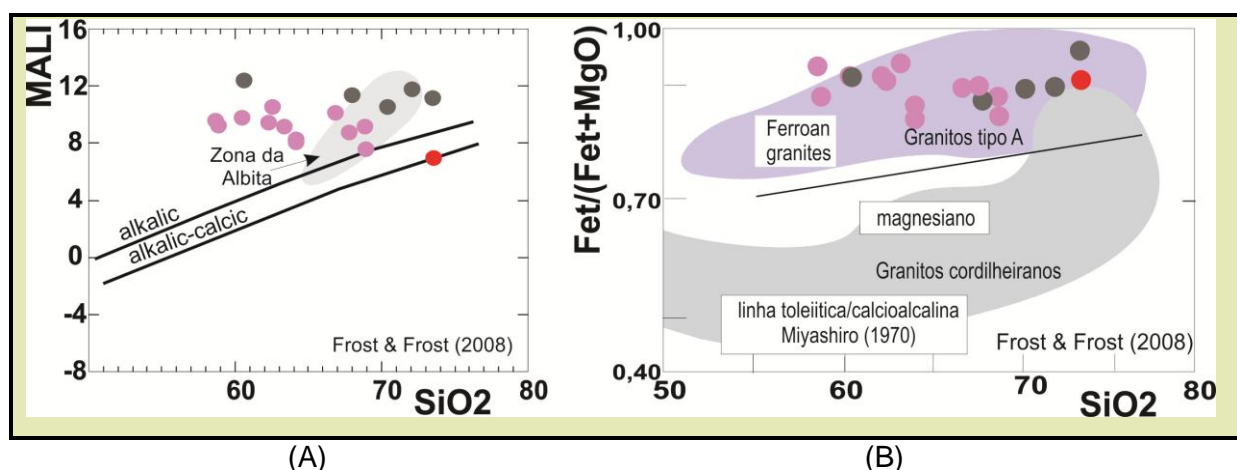 (A)
MALI
16
12
8
4
0
-4
-8
Zona da
Albita
alkalic
alkalic-calcic
Frost & Frost (2008)
60
70
80
SiO2
(B)
Fet/(Fet+MgO)
1,00
0,70
0,40
Ferroan
granites
Granitos tipo A
magnesiano
Granitos cordilheiranos
linha toleiitica/calcioalcalina
Miyashiro (1970)
Frost & Frost (2008)
50
60
70
80
SiO2
(A)
(B)